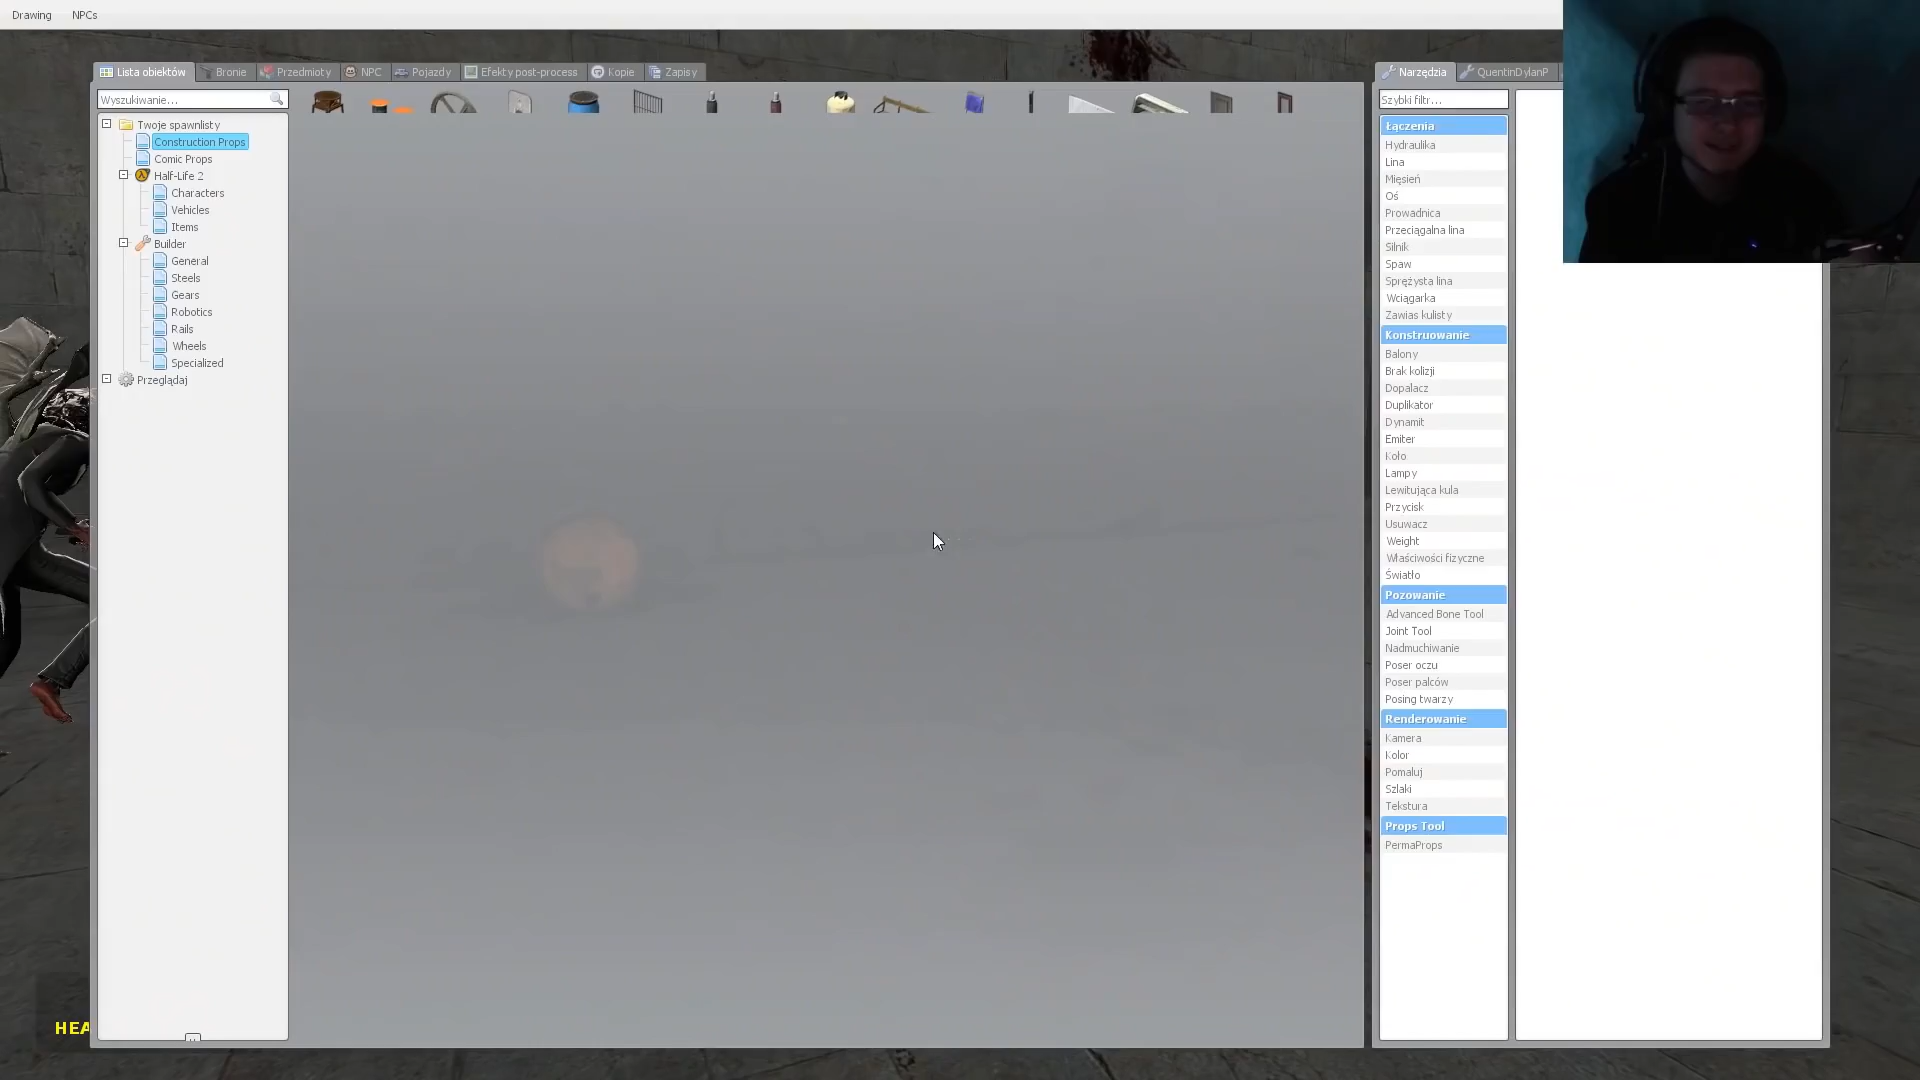 Drawing NPCs
Lista obiektów Bronie Przedmioty NPC Pojazdy Efekty post-process Kopie Zapisy
Narzędzia QuentinDylanP
Wyszukiwanie...
Szybki filtr...
Twoje spawnlisty
Construction Props
Comic Props
Half-Life 2
Characters
Vehicles
Items
Builder
General
Steels
Gears
Robotics
Rails
Wheels
Specialized
Przeglądaj
Łączenia
Hydraulika
Lina
Mięsień
Oś
Prowadnica
Przeciągalna lina
Silnik
Spaw
Sprężysta lina
Wciągarka
Zawias kulisty
Konstruowanie
Balony
Brak kolizji
Dopalacz
Duplikator
Dynamit
Emiter
Koło
Lampy
Lewitująca kula
Przycisk
Usuwacz
Weight
Właściwości fizyczne
Światło
Pozowanie
Advanced Bone Tool
Joint Tool
Nadmuchiwanie
Poser oczu
Poser palców
Posing twarzy
Renderowanie
Kamera
Kolor
Pomaluj
Szlaki
Tekstura
Props Tool
PermaProps
HEA